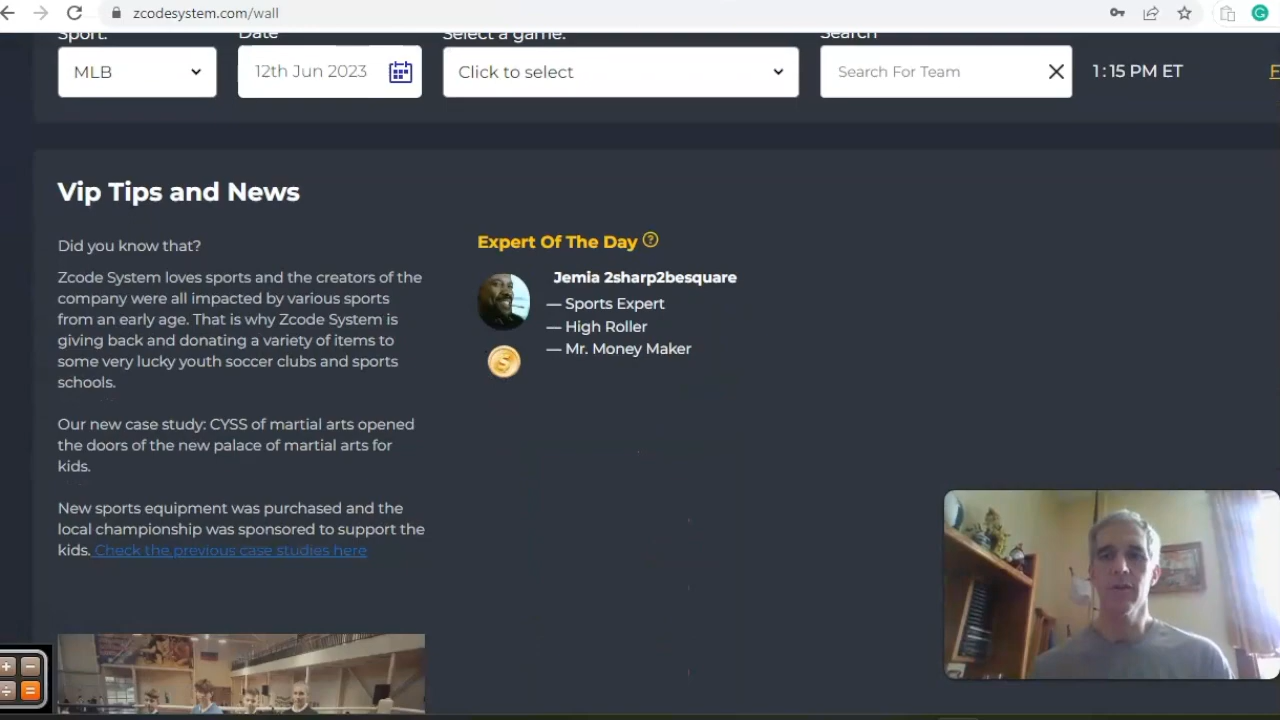 zcodesystem.com/wall
Sport:
Date
Select a game:
Search
MLB
12th Jun 2023
Click to select
Search For Team
1:15 PM ET
Vip Tips and News
Did you know that?
Zcode System loves sports and the creators of the
company were all impacted by various sports
from an early age. That is why Zcode System is
giving back and donating a variety of items to
some very lucky youth soccer clubs and sports
schools.
Our new case study: CYSS of martial arts opened
the doors of the new palace of martial arts for
kids.
New sports equipment was purchased and the
local championship was sponsored to support the
kids. Check the previous case studies here
Expert Of The Day
Jemia 2sharp2besquare
— Sports Expert
— High Roller
— Mr. Money Maker